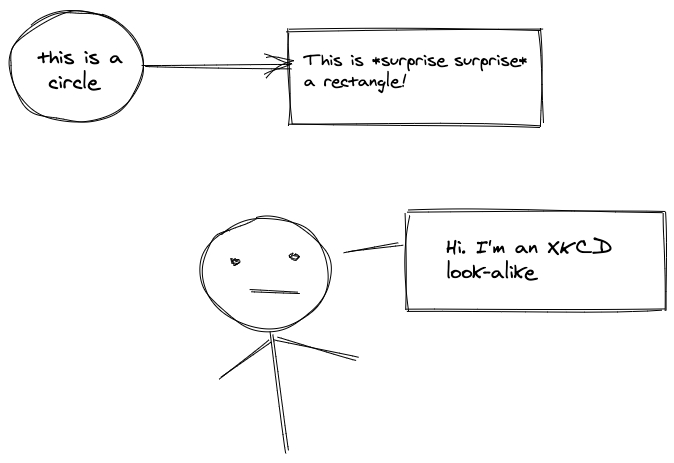 this is a
circle
This is *surprise surprise*
a rectangle!
Hi. I'm an XKCD
look-alike